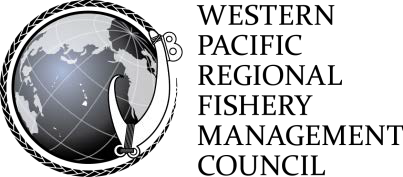 WESTERN
PACIFIC
REGIONAL
FISHERY
MANAGEMENT
COUNCIL